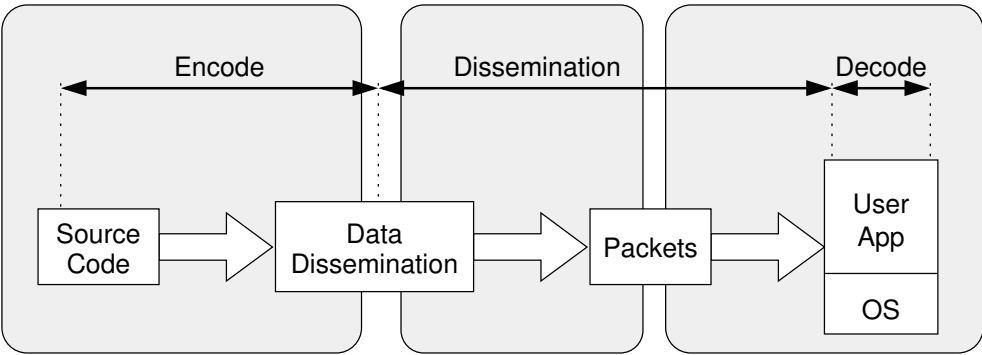 Encode
Dissemination
Decode
Source
Code
Data
Dissemination
Packets
User
App
OS